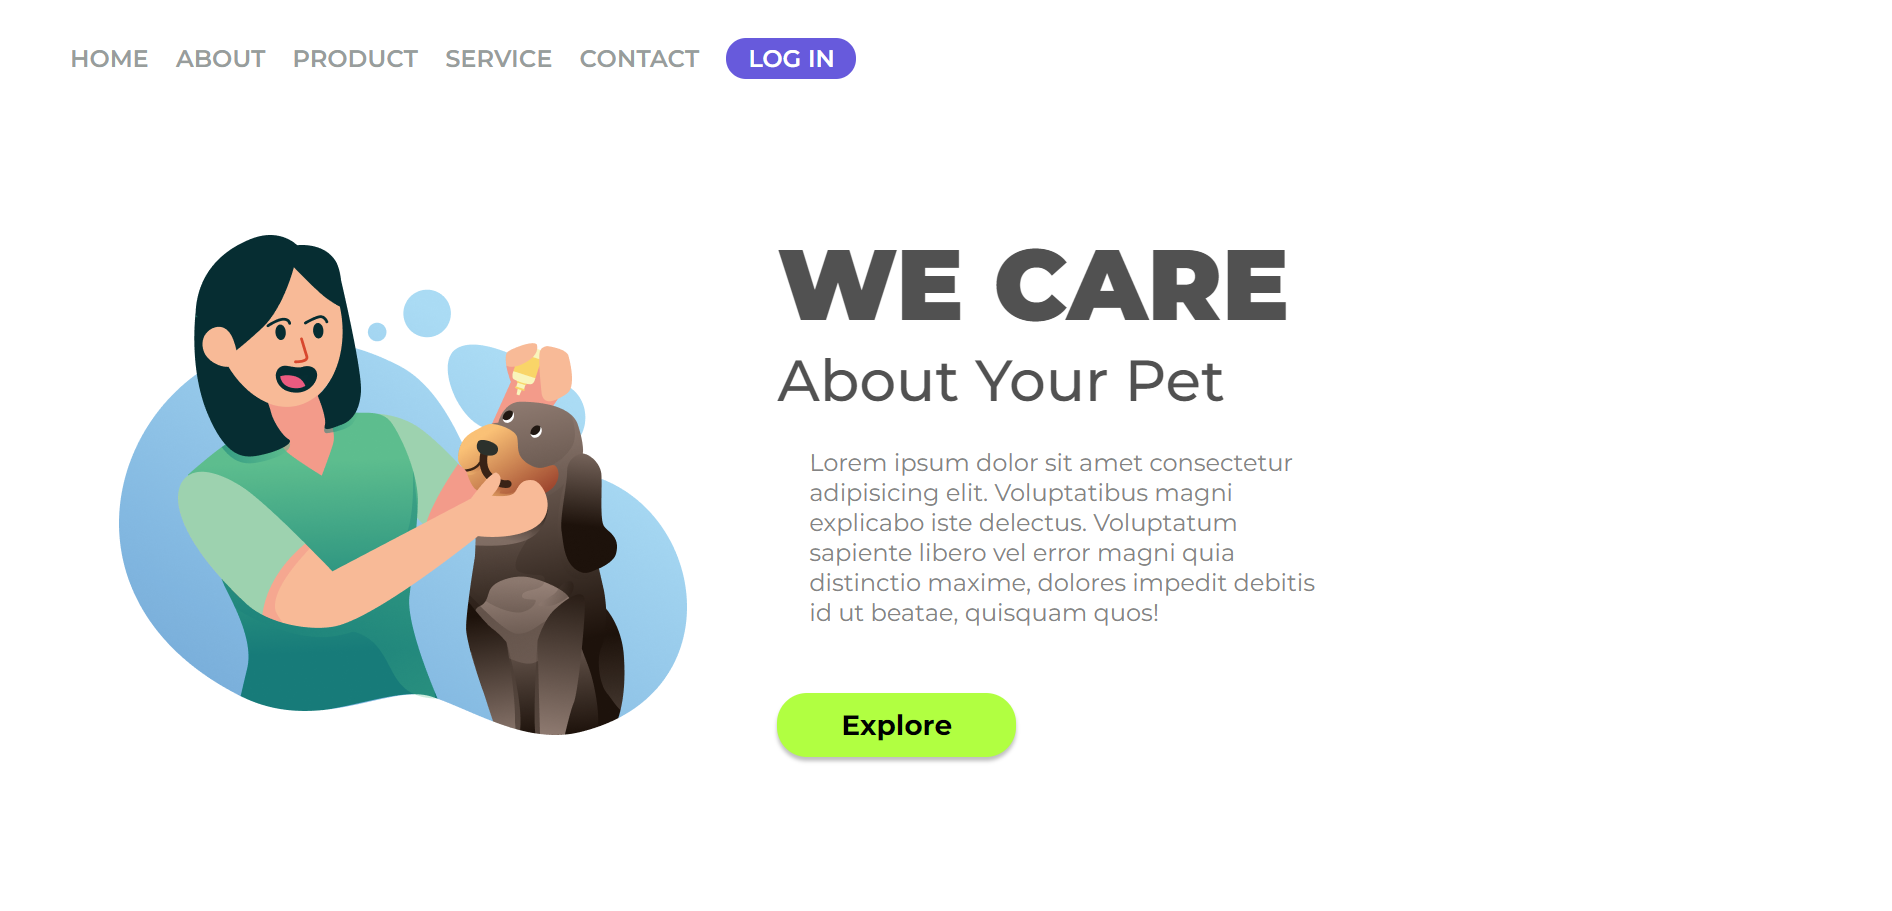 HOME ABOUT PRODUCT SERVICE CONTACT LOG IN
WE CARE
About Your Pet
Lorem ipsum dolor sit amet consectetur
adipisicing elit. Voluptatibus magni
explicabo iste delectus. Voluptatum
sapiente libero vel error magni quia
distinctio maxime, dolores impedit debitis
id ut beatae, quisquam quos!
Explore